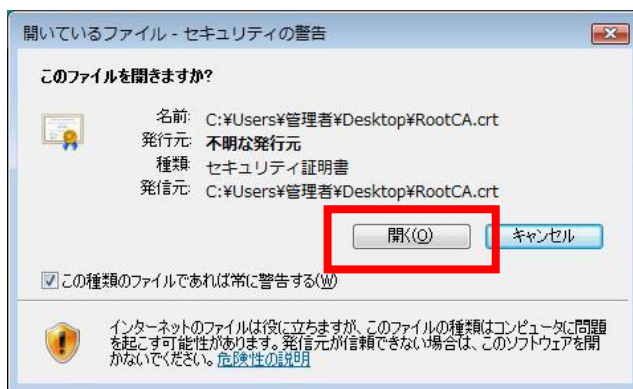 開いているファイル - セキュリティの警告
このファイルを開きますか?
名前: C:¥Users¥管理者¥Desktop¥RootCA.crt
発行元: 不明な発行元
種類: セキュリティ証明書
発信元: C:¥Users¥管理者¥Desktop¥RootCA.crt
開く(O) キャンセル
この種類のファイルであれば常に警告する(W)
インターネットのファイルは役に立ちますが、このファイルの種類はコンピュータに問題
を起こす可能性があります。発信元が信頼できない場合は、このソフトウェアを開
かないでください。危険性の説明